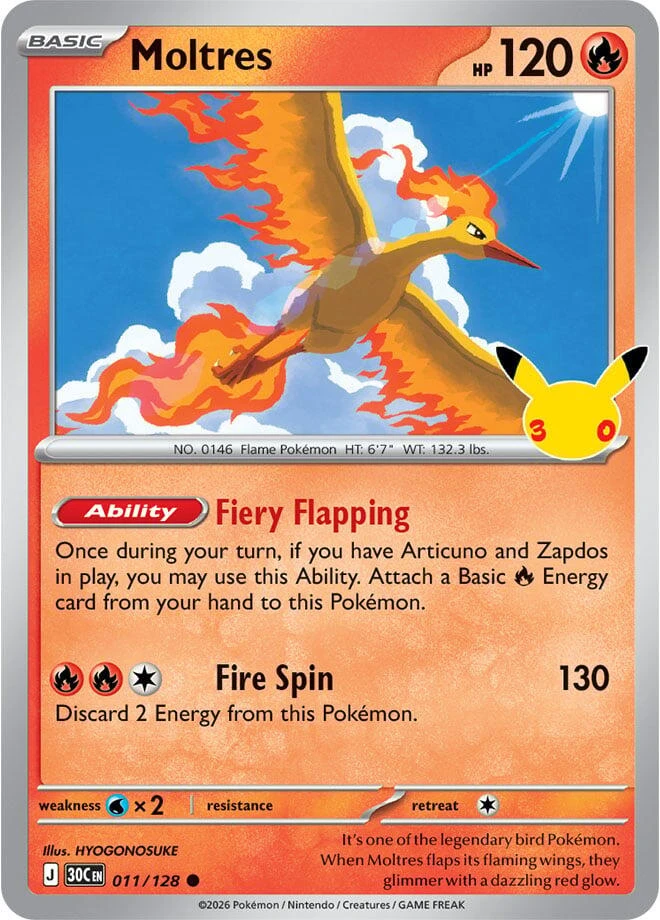 BASIC
Moltres
HP 120
30
NO. 0146 Flame Pokémon HT: 6'7" WT: 132.3 lbs.
Ability Fiery Flapping
Once during your turn, if you have Articuno and Zapdos
in play, you may use this Ability. Attach a Basic Energy
card from your hand to this Pokémon.
Fire Spin 130
Discard 2 Energy from this Pokémon.
weakness ×2 resistance retreat
Illus. HYOGONOSUKE
It's one of the legendary bird Pokémon.
When Moltres flaps its flaming wings, they
glimmer with a dazzling red glow.
J 30C EN 011/128
©2026 Pokémon / Nintendo / Creatures / GAME FREAK